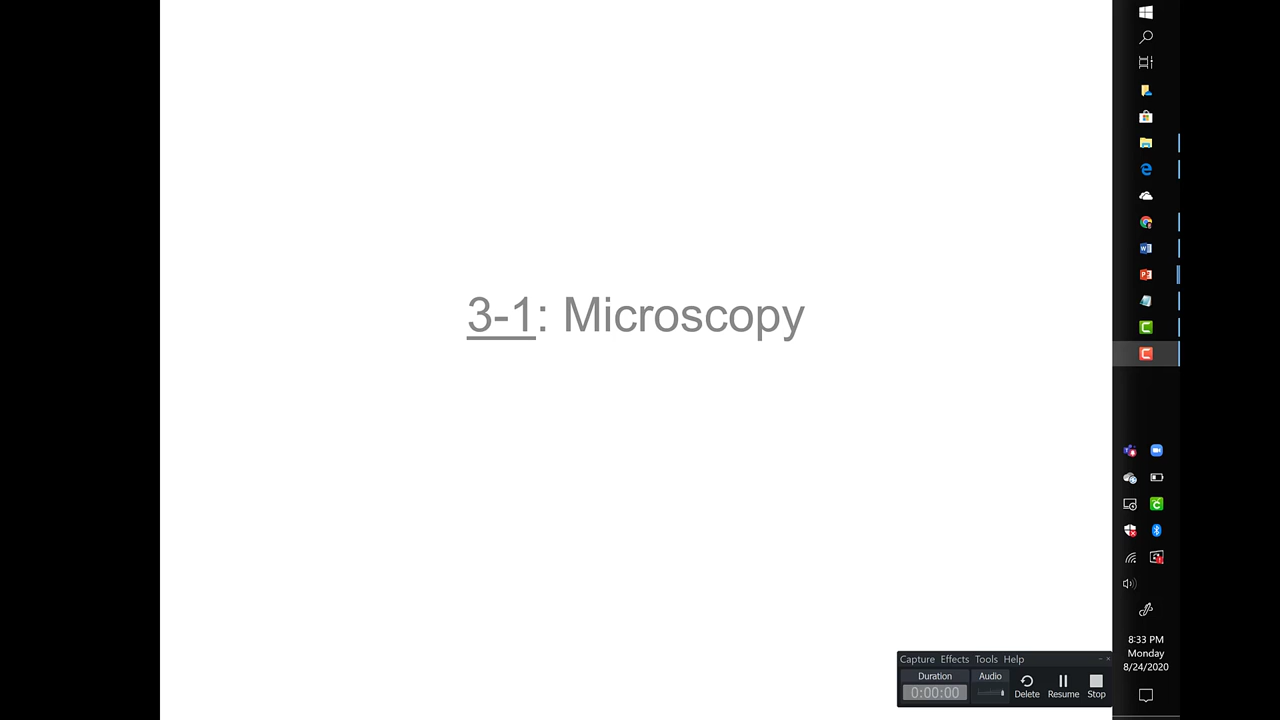 3-1: Microscopy
8:33 PM
Monday
8/24/2020
Capture Effects Tools Help
Duration Audio
0:00:00
Delete Resume Stop